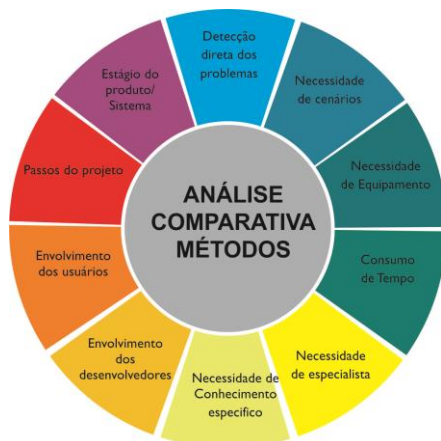 Detecção
direta dos
problemas
Necessidade
de cenários
Necessidade
de Equipamento
Consumo
de Tempo
Necessidade
de especialista
Necessidade de
Conhecimento
especifico
Envolvimento
dos
desenvolvedores
Envolvimento
dos usuários
Passos do projeto
Estágio do
produto/
Sistema
ANÁLISE
COMPARATIVA
MÉTODOS